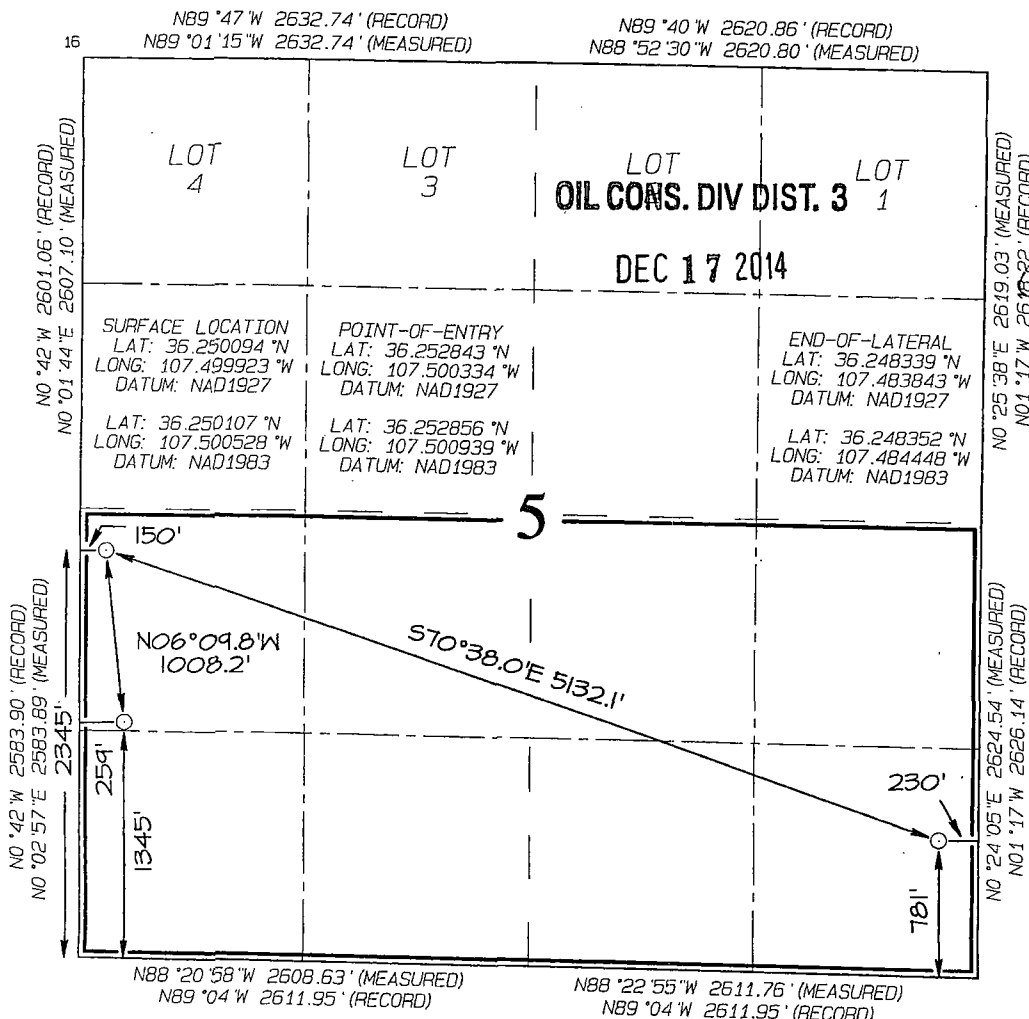 N89°47'W 2632.74' (RECORD)
N89°01'15"W 2632.74' (MEASURED)
N89°40'W 2620.86' (RECORD)
N88°52'30"W 2620.80' (MEASURED)
16
N0°42'W 2601.06' (RECORD)
N0°01'44"E 2607.10' (MEASURED)
LOT
4
LOT
3
LOT
LOT
1
OIL CONS. DIV DIST. 3
DEC 17 2014
N0°25'38"E 2619.03' (MEASURED)
N01°17'W 2618.22' (RECORD)
SURFACE LOCATION
LAT: 36.250094°N
LONG: 107.499923°W
DATUM: NAD1927
LAT: 36.250107°N
LONG: 107.500528°W
DATUM: NAD1983
POINT-OF-ENTRY
LAT: 36.252843°N
LONG: 107.500334°W
DATUM: NAD1927
LAT: 36.252856°N
LONG: 107.500939°W
DATUM: NAD1983
END-OF-LATERAL
LAT: 36.248339°N
LONG: 107.483843°W
DATUM: NAD1927
LAT: 36.248352°N
LONG: 107.484448°W
DATUM: NAD1983
5
150'
N06°09.8'W
1008.2'
S70°38.0'E 5132.1'
N0°42'W 2583.90' (RECORD)
N0°02'57"E 2583.89' (MEASURED)
2345'
259'
1345'
230'
781'
N0°24'05"E 2624.54' (MEASURED)
N01°17'W 2626.14' (RECORD)
N88°20'58"W 2608.63' (MEASURED)
N89°04'W 2611.95' (RECORD)
N88°22'55"W 2611.76' (MEASURED)
N89°04'W 2611.95' (RECORD)